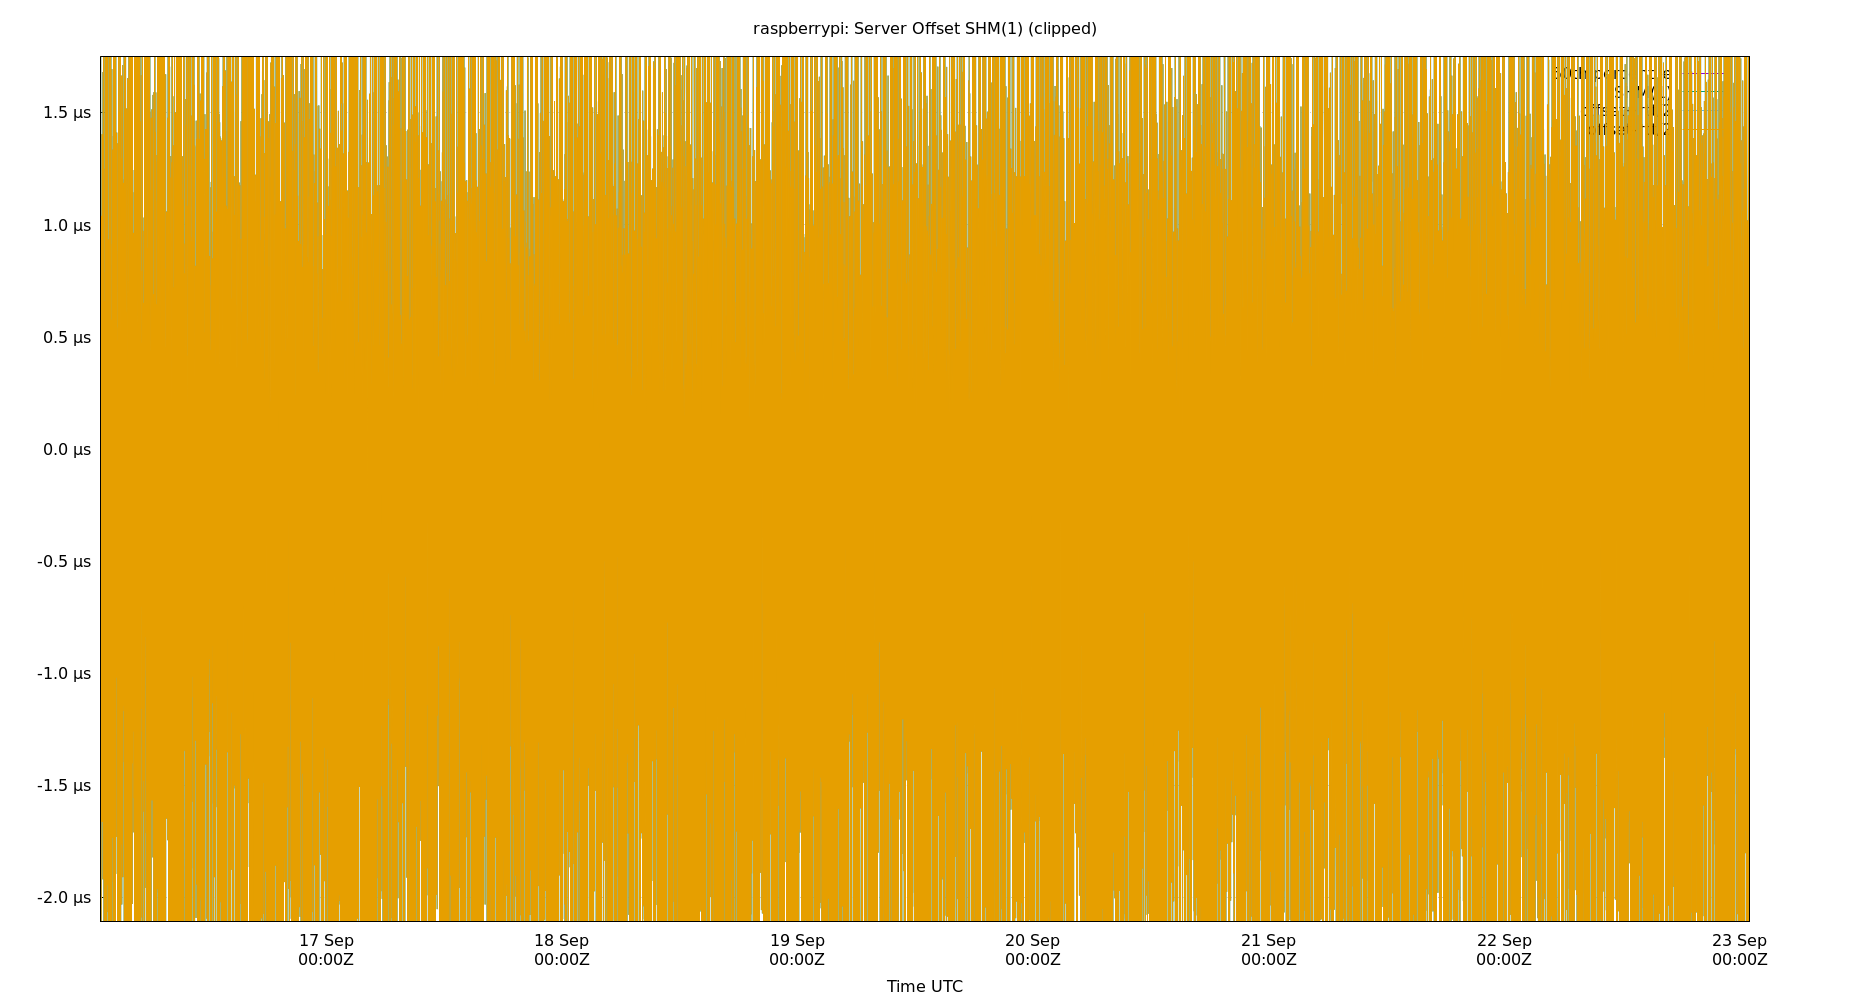 raspberrypi: Server Offset SHM(1) (clipped)
1.5 µs
1.0 µs
0.5 µs
0.0 µs
-0.5 µs
-1.0 µs
-1.5 µs
-2.0 µs
17 Sep
00:00Z
18 Sep
00:00Z
19 Sep
00:00Z
20 Sep
00:00Z
21 Sep
00:00Z
22 Sep
00:00Z
23 Sep
00:00Z
Time UTC